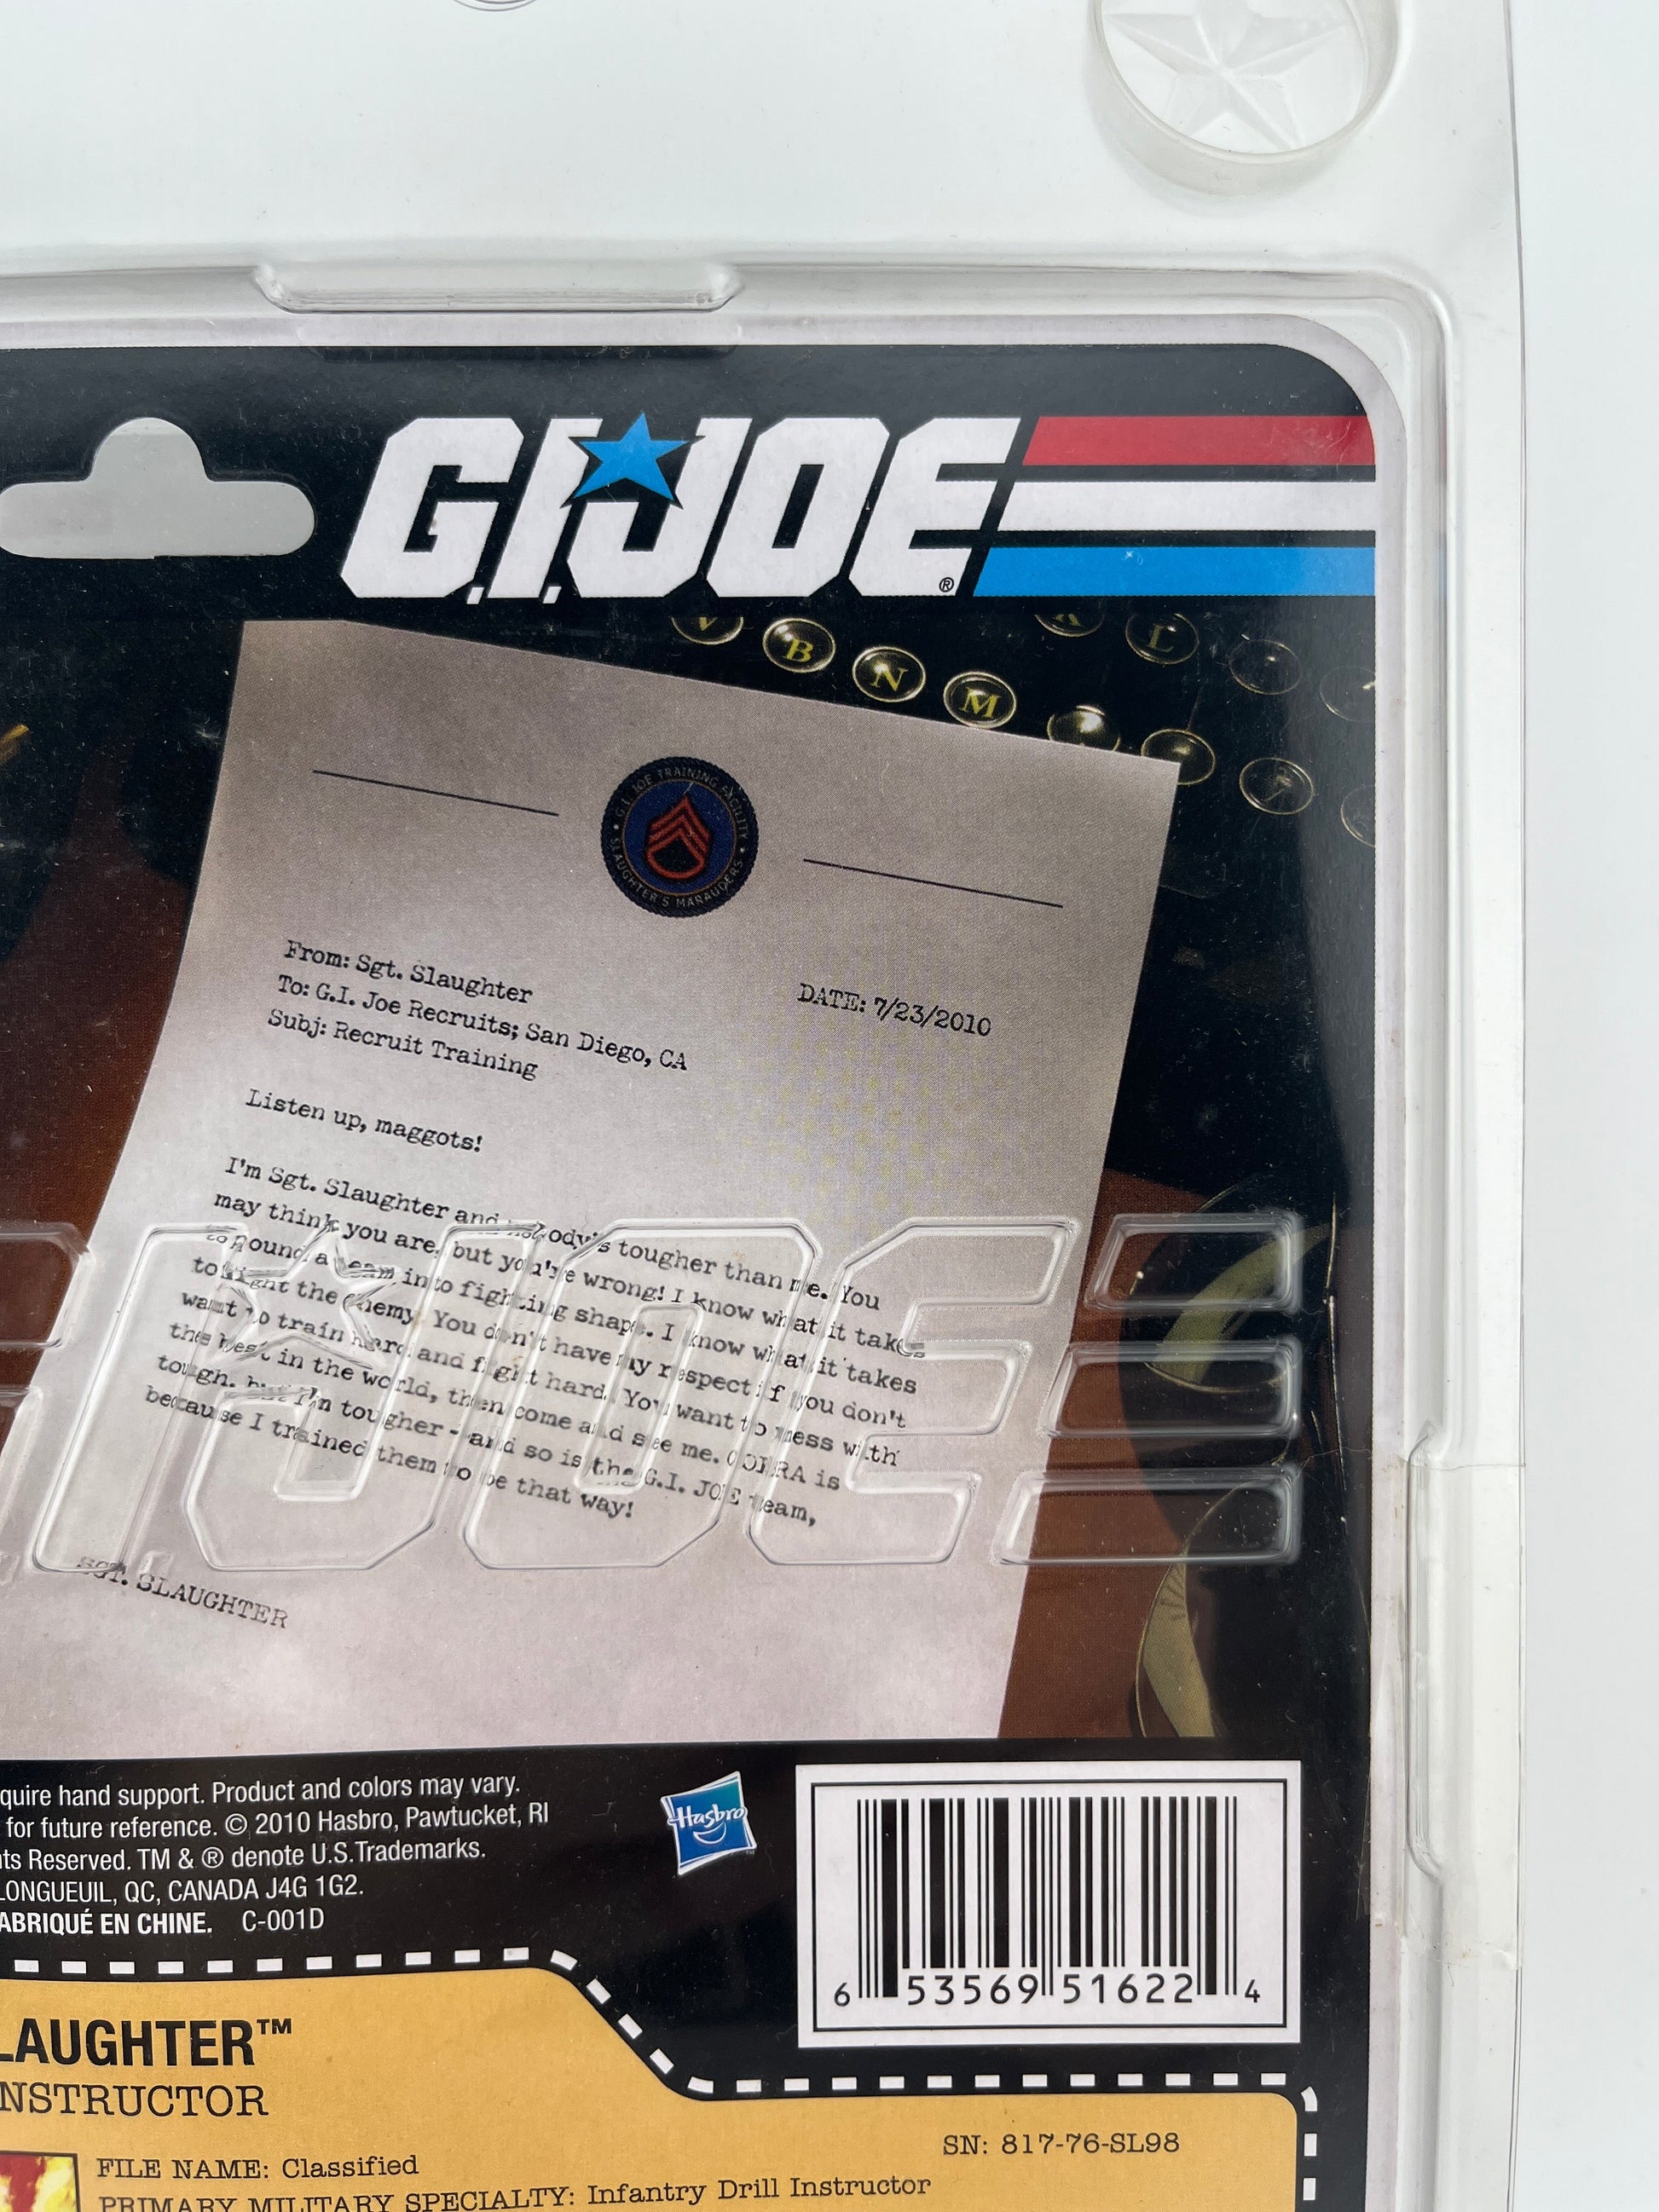 G.I.JOE®
V B N M K L
G.I. JOE TRAINING FACILITY
SLAUGHTER'S MARAUDERS
From: Sgt. Slaughter
To: G.I. Joe Recruits; San Diego, CA
Subj: Recruit Training
DATE: 7/23/2010
Listen up, maggots!
I'm Sgt. Slaughter and nobody's tougher than me. You
may think you are, but you're wrong! I know what it takes
to pound a team into fighting shape. I know what it takes
to fight the enemy. You don't have my respect if you don't
want to train hard and fight hard. You want to mess with
the best in the world, then come and see me. COBRA is
tough, but I'm tougher - and so is the G.I. JOE team,
because I trained them to be that way!
SGT. SLAUGHTER
JOE
quire hand support. Product and colors may vary.
for future reference. © 2010 Hasbro, Pawtucket, RI
ts Reserved. TM & ® denote U.S.Trademarks.
LONGUEUIL, QC, CANADA J4G 1G2.
ABRIQUÉ EN CHINE. C-001D
Hasbro
6 53569 51622 4
LAUGHTER™
NSTRUCTOR
SN: 817-76-SL98
FILE NAME: Classified
PRIMARY MILITARY SPECIALTY: Infantry Drill Instructor